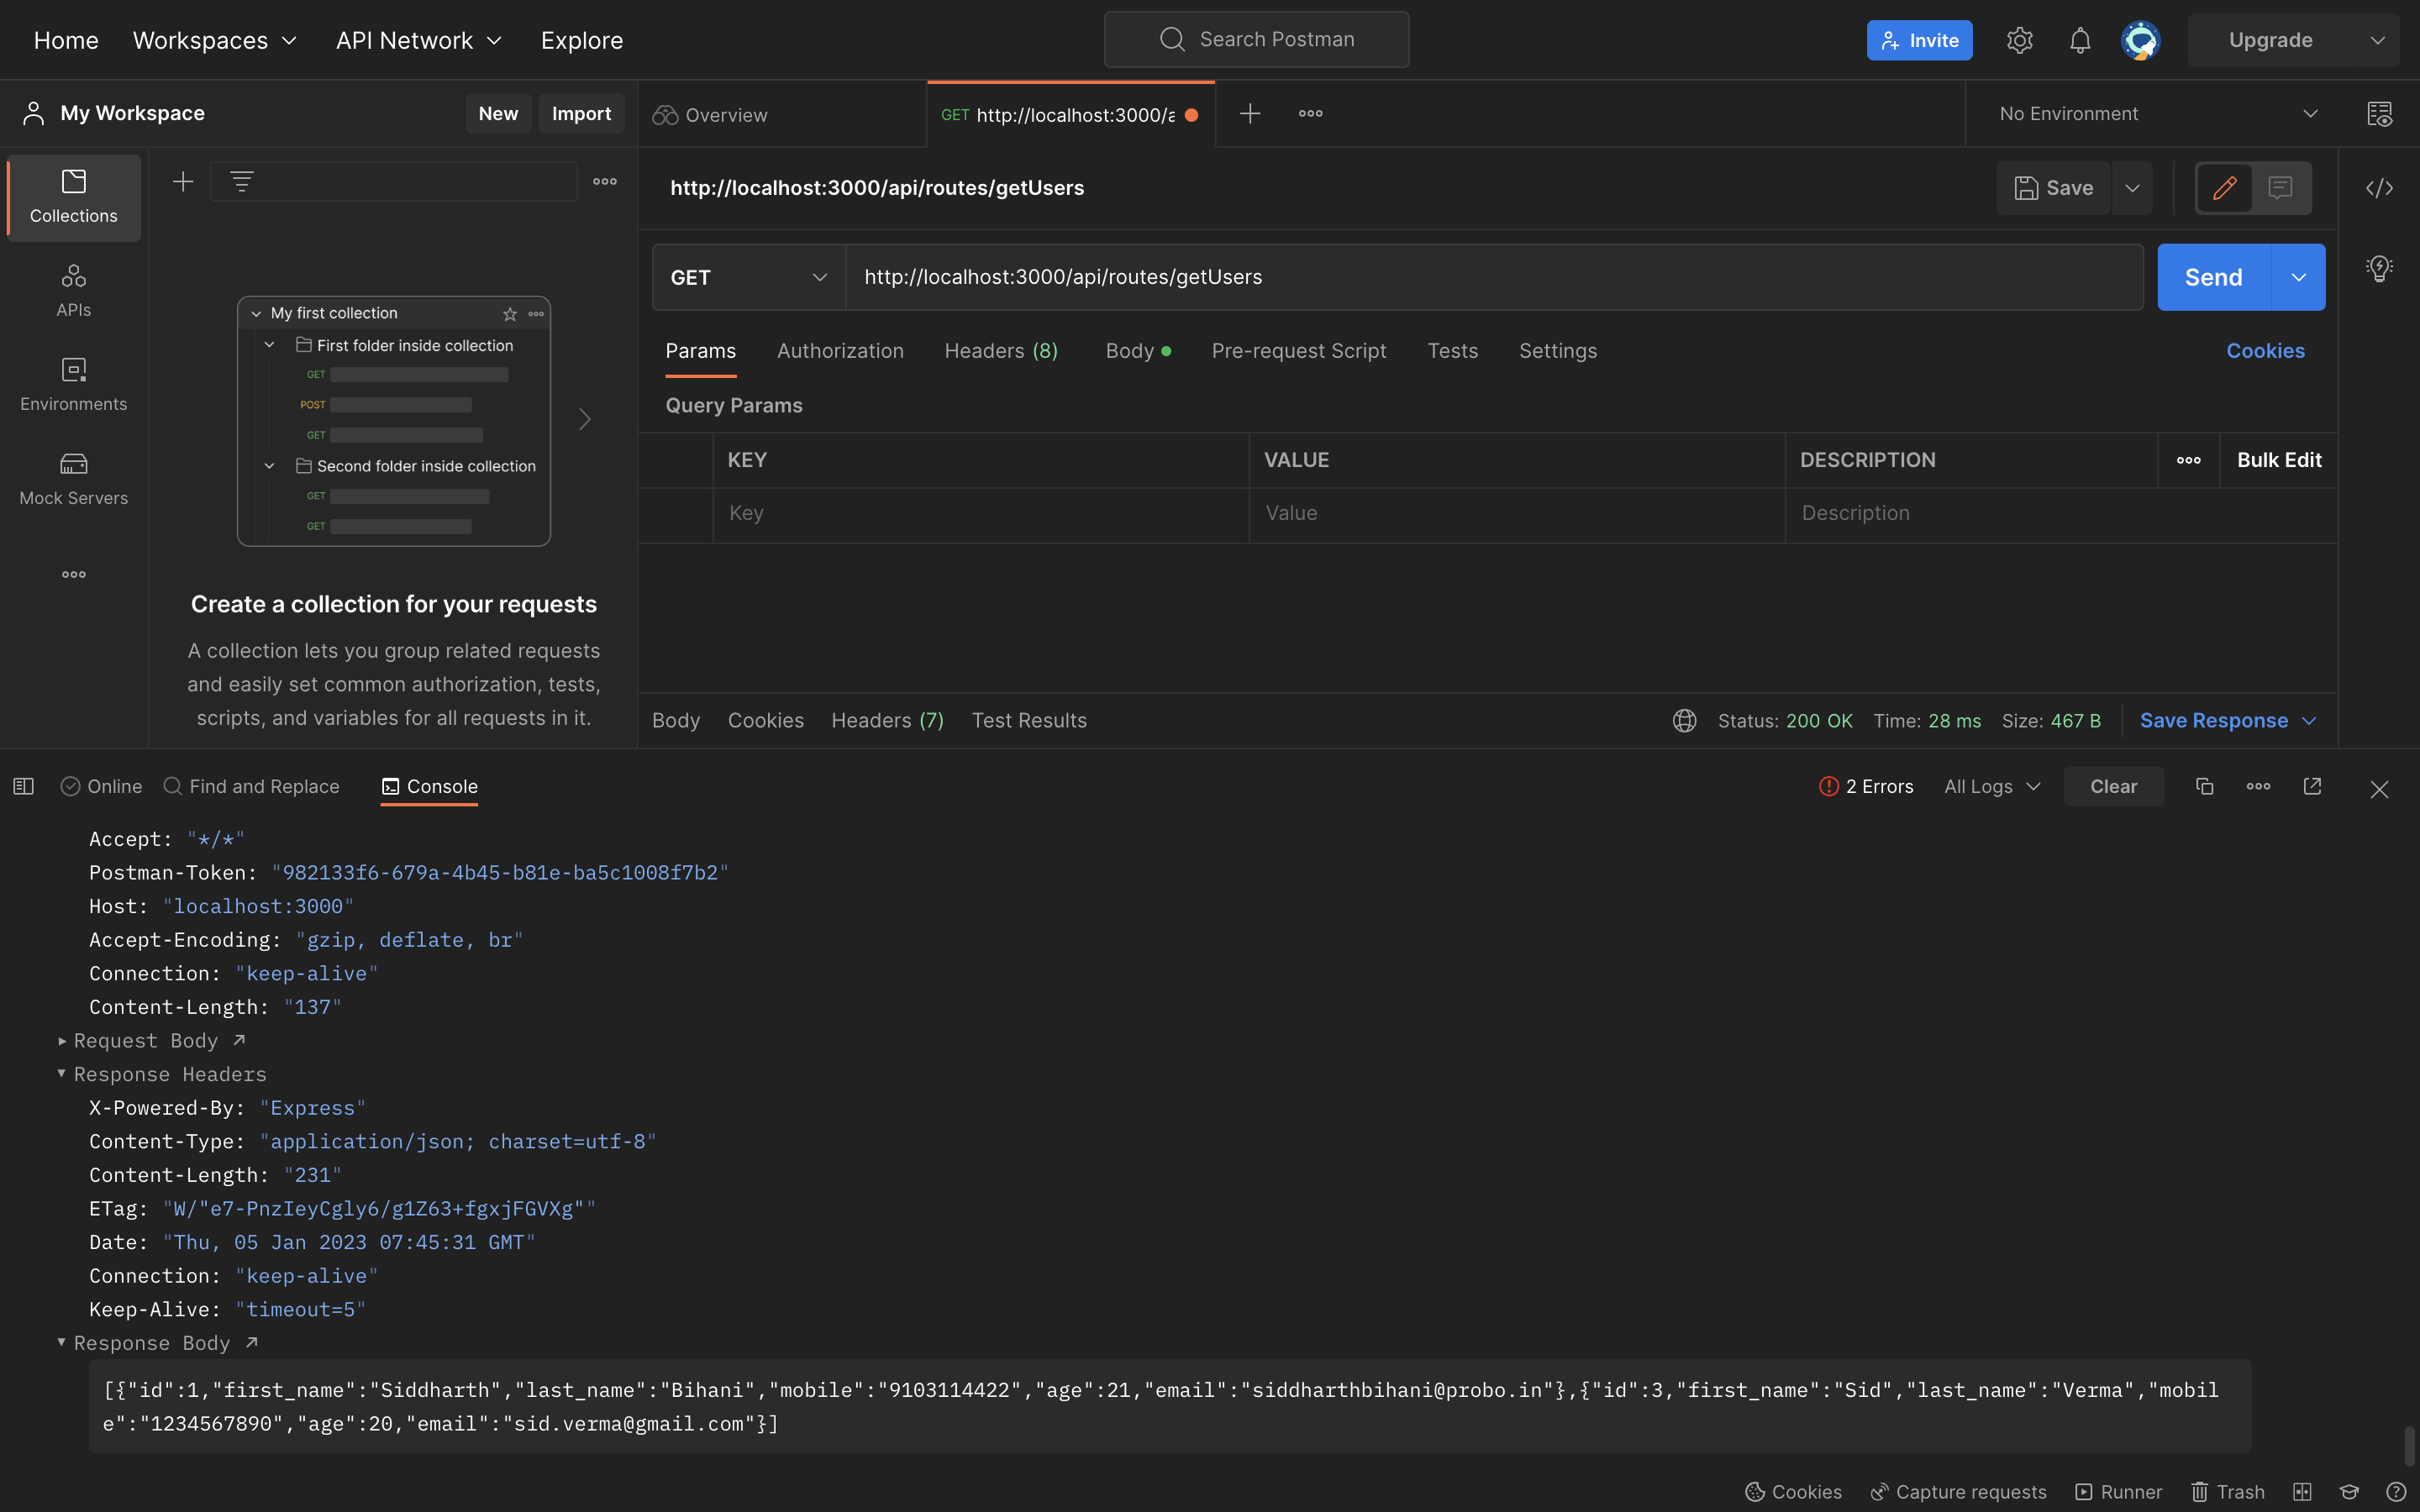 Home Workspaces API Network Explore Search Postman Invite Upgrade
My Workspace New Import Overview GET http://localhost:3000/a No Environment
Collections
APIs
Environments
Mock Servers
My first collection
First folder inside collection
GET
POST
GET
Second folder inside collection
GET
GET
Create a collection for your requests
A collection lets you group related requests
and easily set common authorization, tests,
scripts, and variables for all requests in it.
http://localhost:3000/api/routes/getUsers Save
GET http://localhost:3000/api/routes/getUsers Send
Params Authorization Headers (8) Body Pre-request Script Tests Settings Cookies
Query Params
KEY VALUE DESCRIPTION Bulk Edit
Key Value Description
Body Cookies Headers (7) Test Results Status: 200 OK Time: 28 ms Size: 467 B Save Response
Online Find and Replace Console 2 Errors All Logs Clear
Accept: "*/*"
Postman-Token: "982133f6-679a-4b45-b81e-ba5c1008f7b2"
Host: "localhost:3000"
Accept-Encoding: "gzip, deflate, br"
Connection: "keep-alive"
Content-Length: "137"
Request Body
Response Headers
X-Powered-By: "Express"
Content-Type: "application/json; charset=utf-8"
Content-Length: "231"
ETag: "W/"e7-PnzIeyCgly6/g1Z63+fgxjFGVXg""
Date: "Thu, 05 Jan 2023 07:45:31 GMT"
Connection: "keep-alive"
Keep-Alive: "timeout=5"
Response Body
[{"id":1,"first_name":"Siddharth","last_name":"Bihani","mobile":"9103114422","age":21,"email":"siddharthbihani@probo.in"},{"id":3,"first_name":"Sid","last_name":"Verma","mobil
e":"1234567890","age":20,"email":"sid.verma@gmail.com"}]
Cookies Capture requests Runner Trash